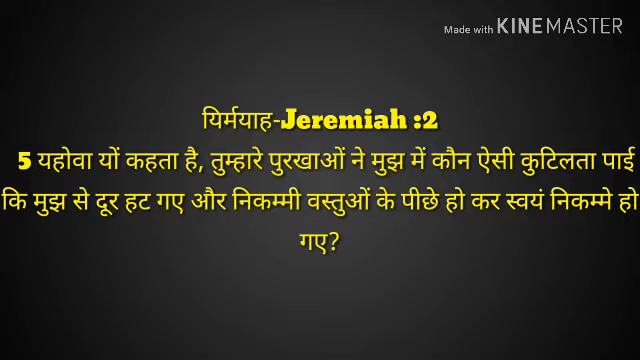 Made with KINEMASTER
यिर्मयाह-Jeremiah :2
5 यहोवा यों कहता है, तुम्हारे पुरखाओं ने मुझ में कौन ऐसी कुटिलता पाई
कि मुझ से दूर हट गए और निकम्मी वस्तुओं के पीछे हो कर स्वयं निकम्मे हो
गए?